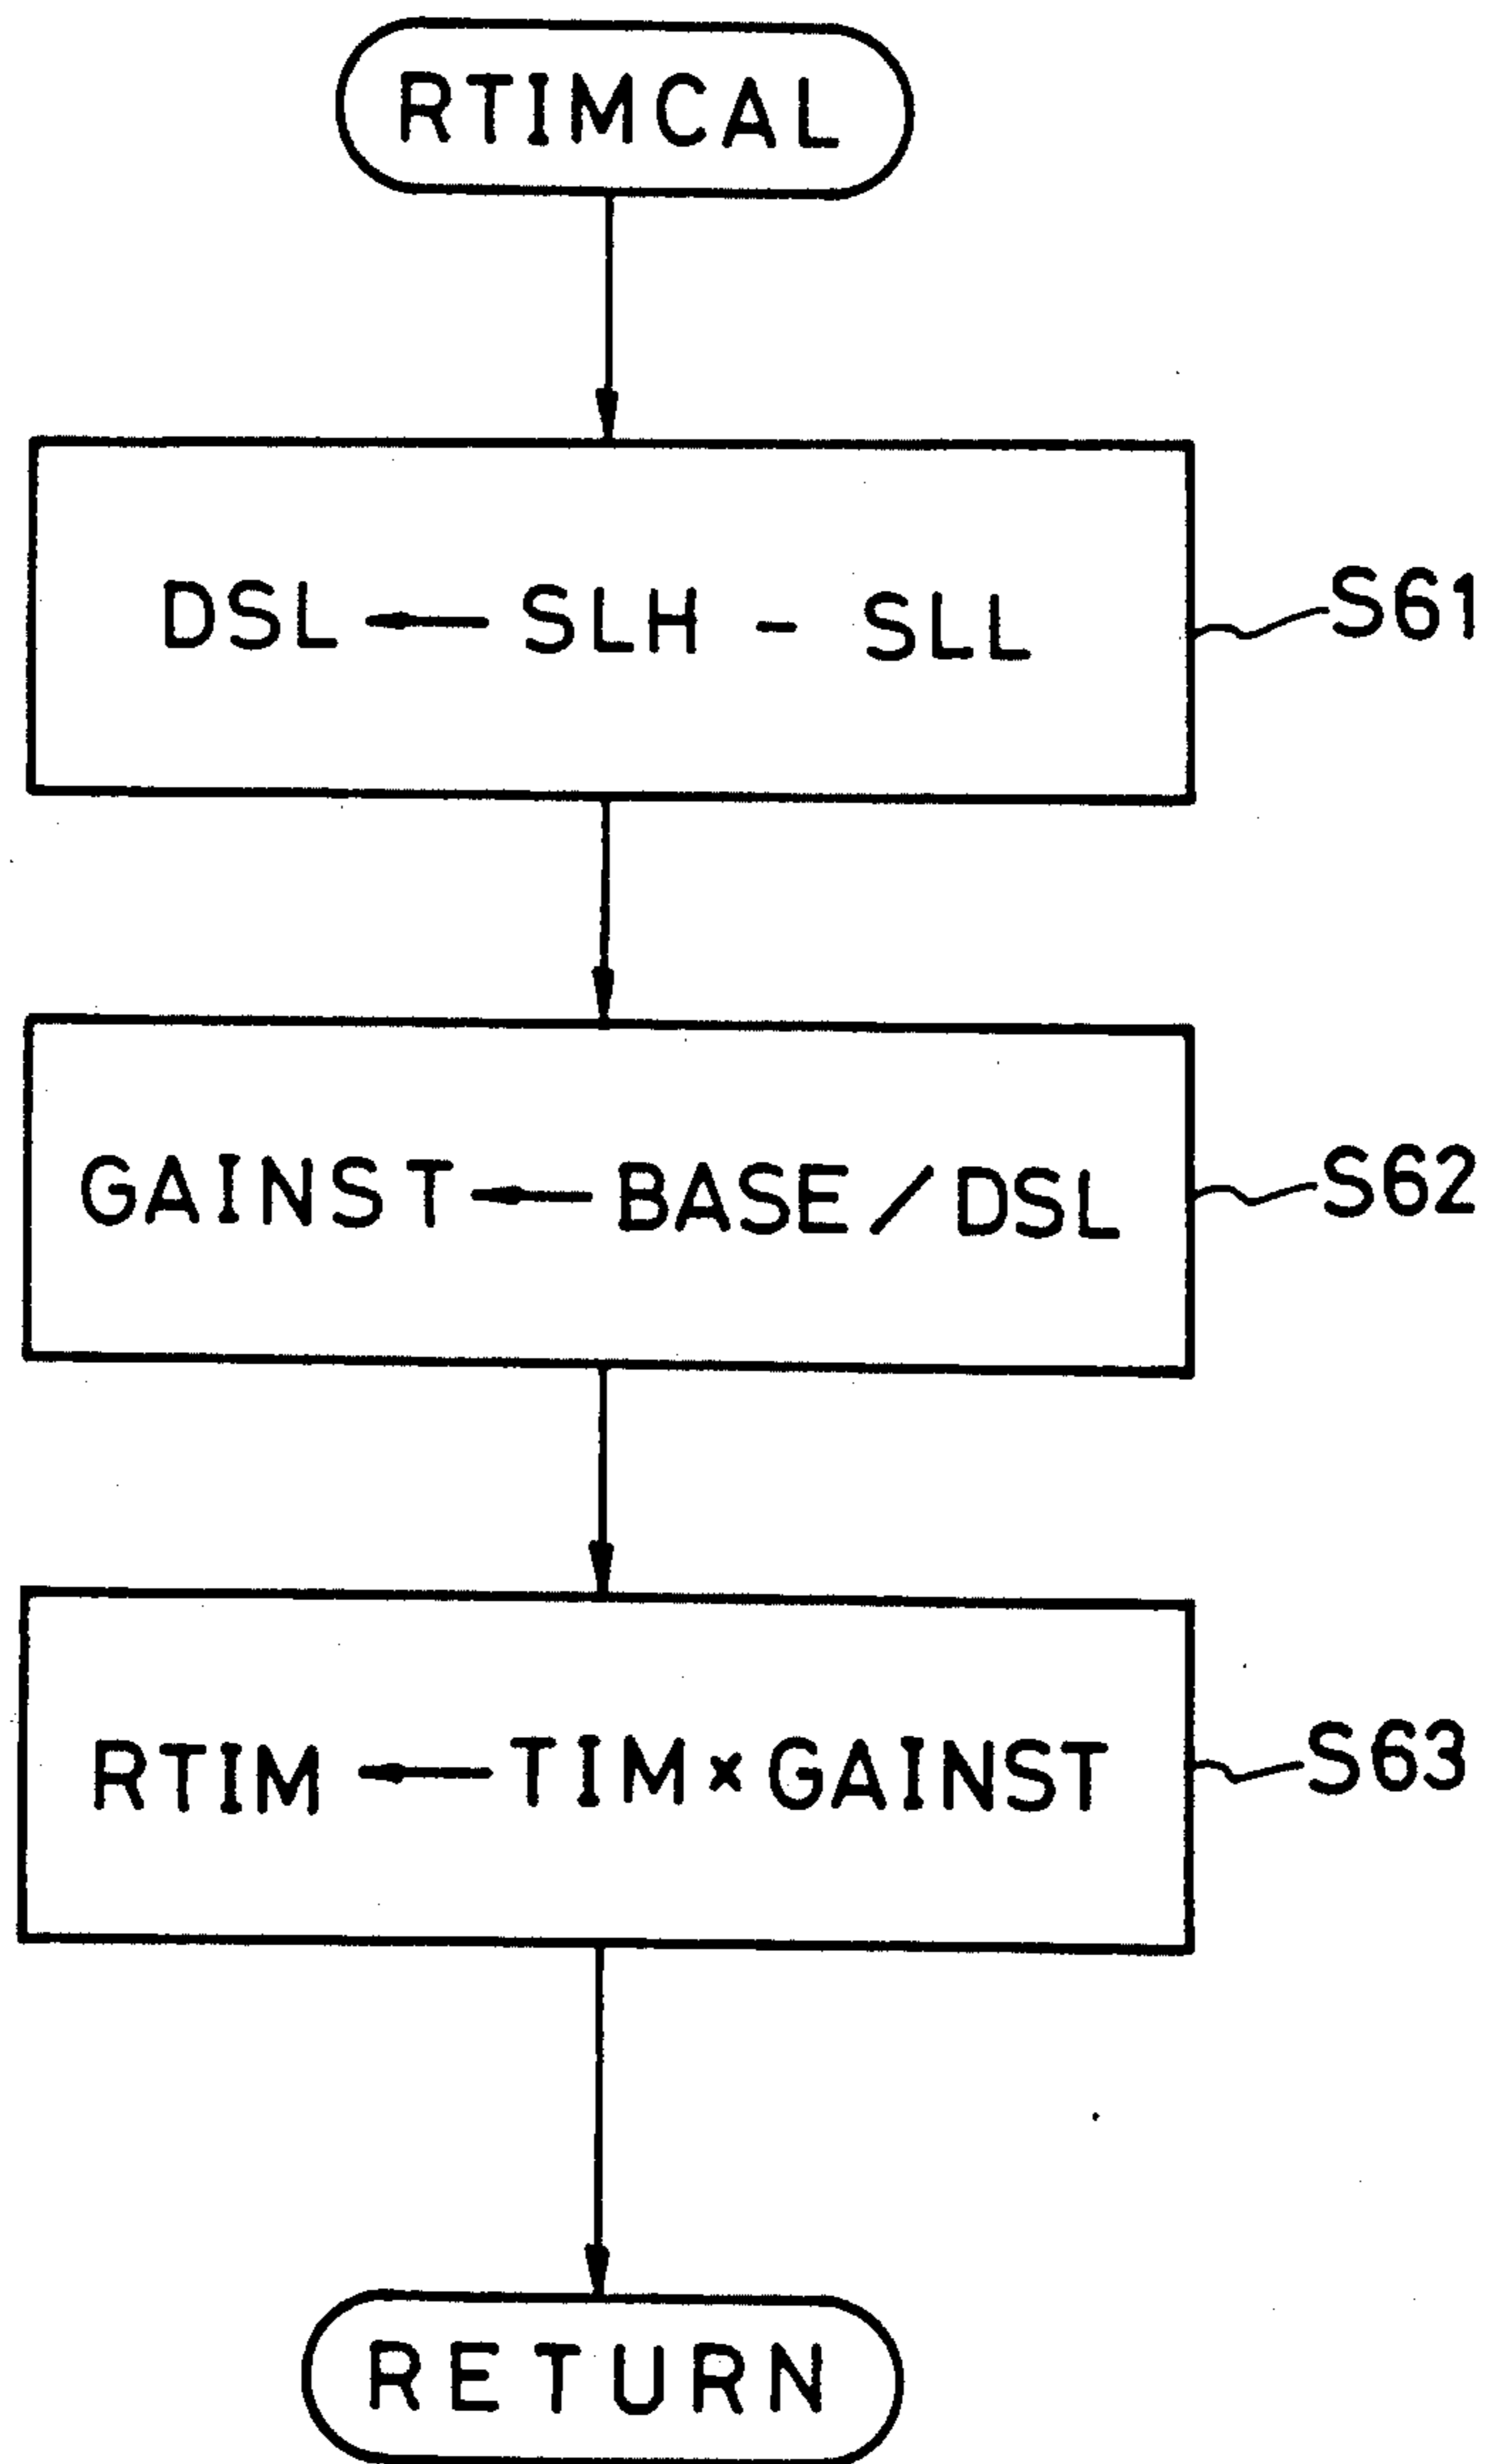 RTIMCAL
DSL ← SLH - SLL
S61
GAINST ← BASE/DSL
S62
RTIM ← TIM×GAINST
S63
RETURN